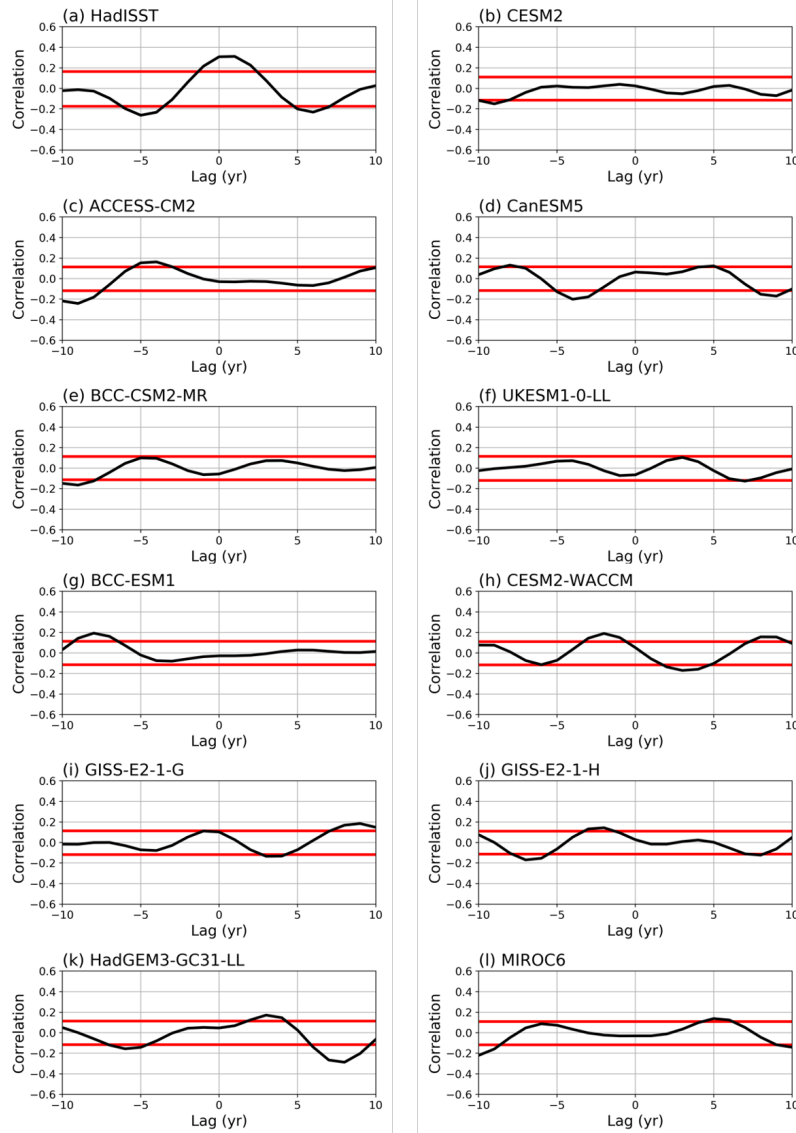 (a) HadISST
0.6
0.4
0.2
0.0
−0.2
−0.4
−0.6
Correlation
−10 −5 0 5 10
Lag (yr)
(b) CESM2
0.6
0.4
0.2
0.0
−0.2
−0.4
−0.6
Correlation
−10 −5 0 5 10
Lag (yr)
(c) ACCESS-CM2
0.6
0.4
0.2
0.0
−0.2
−0.4
−0.6
Correlation
−10 −5 0 5 10
Lag (yr)
(d) CanESM5
0.6
0.4
0.2
0.0
−0.2
−0.4
−0.6
Correlation
−10 −5 0 5 10
Lag (yr)
(e) BCC-CSM2-MR
0.6
0.4
0.2
0.0
−0.2
−0.4
−0.6
Correlation
−10 −5 0 5 10
Lag (yr)
(f) UKESM1-0-LL
0.6
0.4
0.2
0.0
−0.2
−0.4
−0.6
Correlation
−10 −5 0 5 10
Lag (yr)
(g) BCC-ESM1
0.6
0.4
0.2
0.0
−0.2
−0.4
−0.6
Correlation
−10 −5 0 5 10
Lag (yr)
(h) CESM2-WACCM
0.6
0.4
0.2
0.0
−0.2
−0.4
−0.6
Correlation
−10 −5 0 5 10
Lag (yr)
(i) GISS-E2-1-G
0.6
0.4
0.2
0.0
−0.2
−0.4
−0.6
Correlation
−10 −5 0 5 10
Lag (yr)
(j) GISS-E2-1-H
0.6
0.4
0.2
0.0
−0.2
−0.4
−0.6
Correlation
−10 −5 0 5 10
Lag (yr)
(k) HadGEM3-GC31-LL
0.6
0.4
0.2
0.0
−0.2
−0.4
−0.6
Correlation
−10 −5 0 5 10
Lag (yr)
(l) MIROC6
0.6
0.4
0.2
0.0
−0.2
−0.4
−0.6
Correlation
−10 −5 0 5 10
Lag (yr)